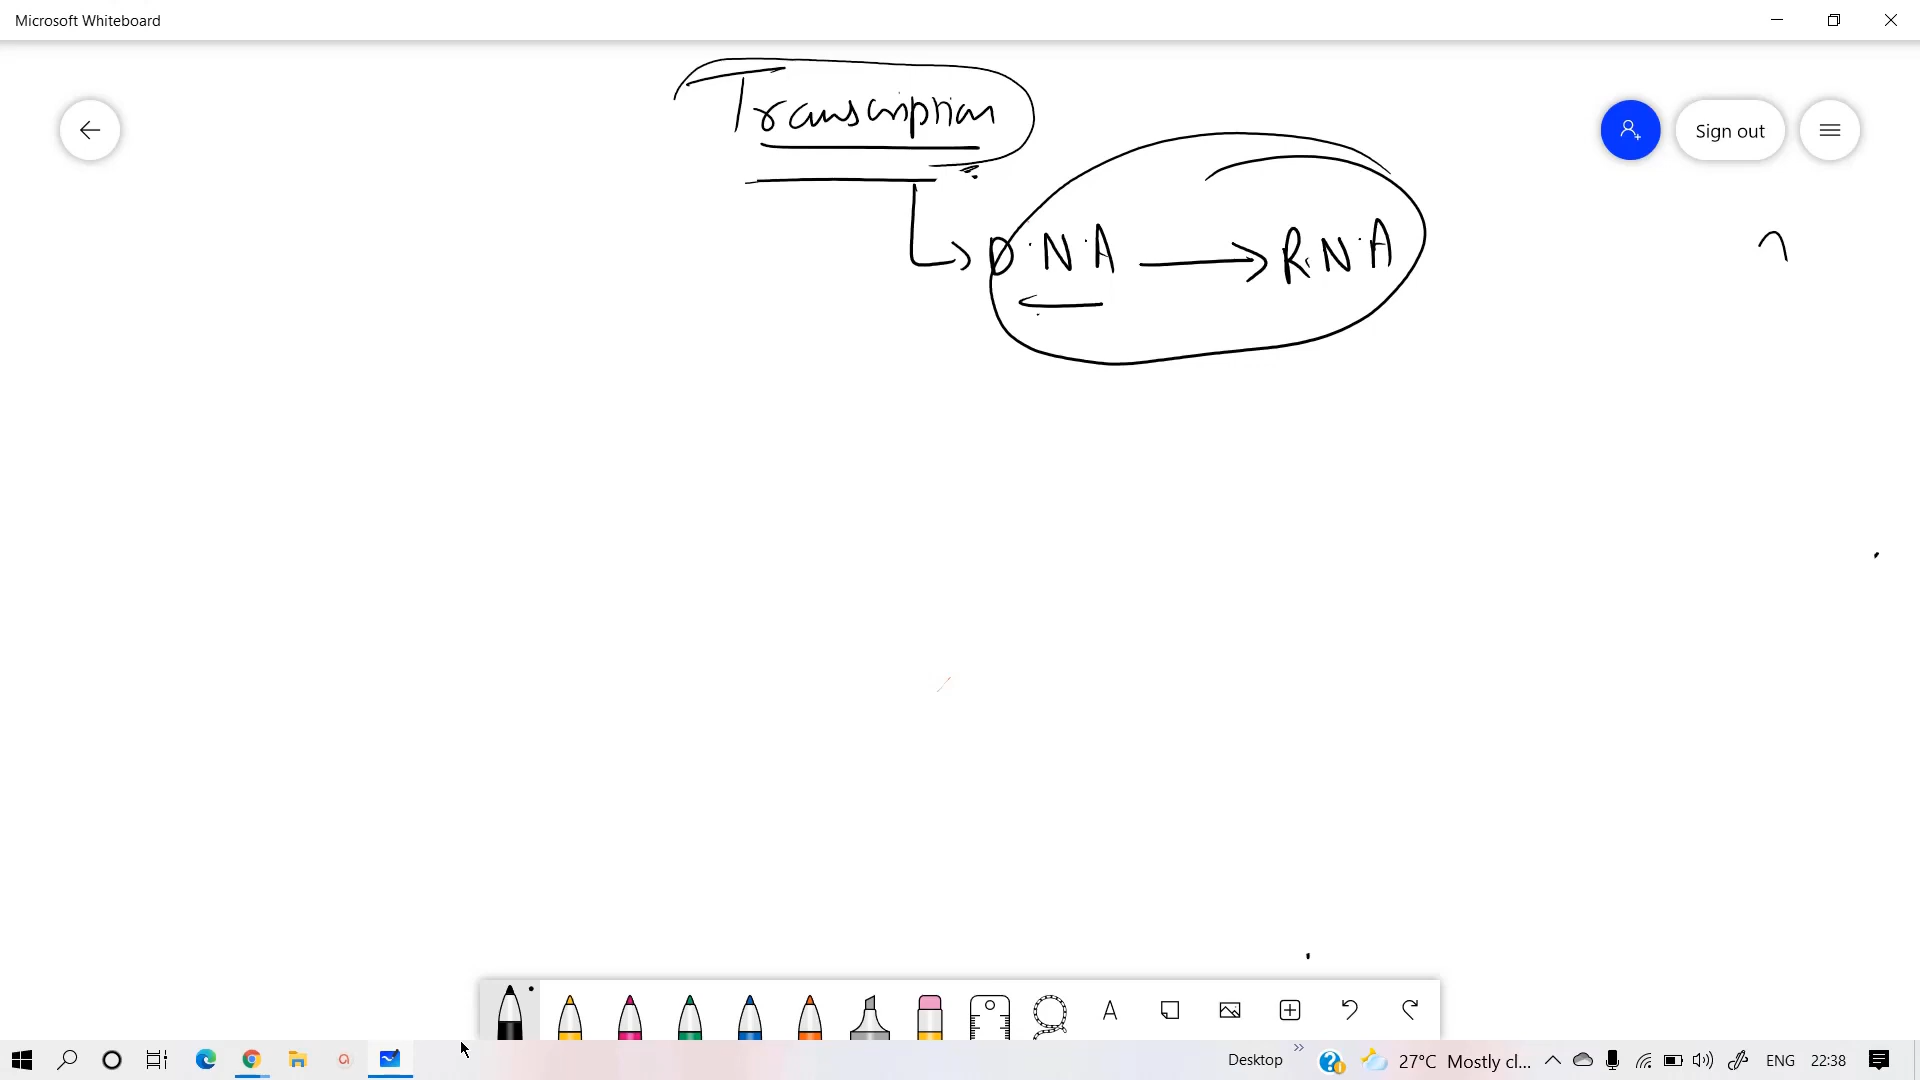 Microsoft Whiteboard
Transcription
Sign out
D.N.A → R.N.A
A
Desktop
27°C Mostly cl...
ENG
22:38